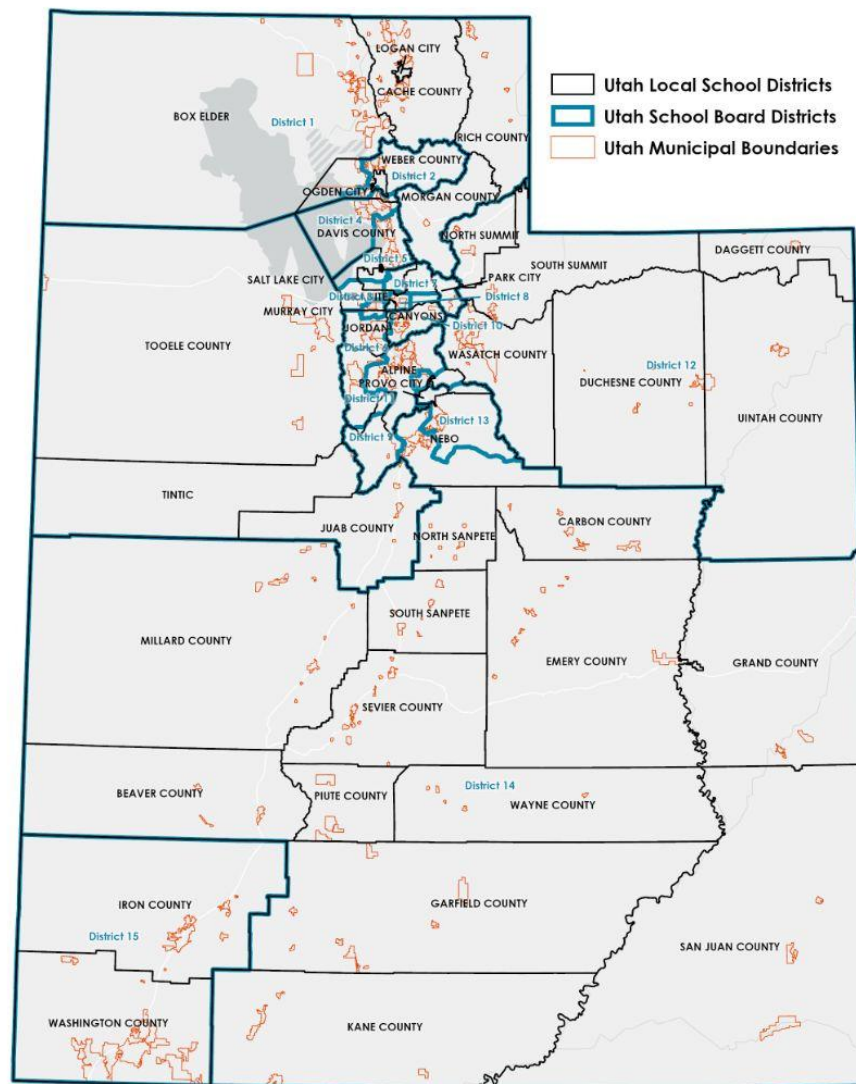 LOGAN CITY
CACHE COUNTY
BOX ELDER
District 1
RICH COUNTY
Utah Local School Districts
Utah School Board Districts
Utah Municipal Boundaries
WEBER COUNTY
District 2
OGDEN CITY
MORGAN COUNTY
District 4
DAVIS COUNTY
NORTH SUMMIT
DAGGETT COUNTY
District 5
SOUTH SUMMIT
SALT LAKE CITY
District 7
PARK CITY
District 8
MURRAY CITY
CANYONS
JORDAN
District 10
TOOELE COUNTY
WASATCH COUNTY
ALPINE
DUCHESNE COUNTY
District 12
PROVO CITY
UINTAH COUNTY
District 11
District 13
District 9
NEBO
TINTIC
JUAB COUNTY
NORTH SANPETE
CARBON COUNTY
SOUTH SANPETE
MILLARD COUNTY
EMERY COUNTY
GRAND COUNTY
SEVIER COUNTY
BEAVER COUNTY
PIUTE COUNTY
District 14
WAYNE COUNTY
IRON COUNTY
GARFIELD COUNTY
District 15
SAN JUAN COUNTY
WASHINGTON COUNTY
KANE COUNTY